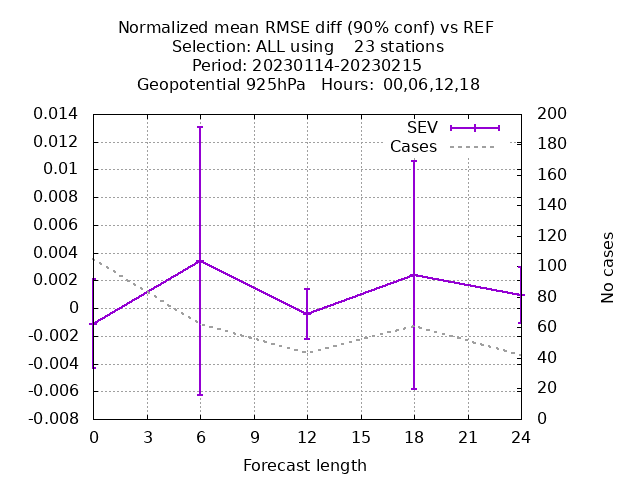 Normalized mean RMSE diff (90% conf) vs REF
Selection: ALL using    23 stations
Period: 20230114-20230215
Geopotential 925hPa   Hours:  00,06,12,18
0.014
0.012
0.01
0.008
0.006
0.004
0.002
0
-0.002
-0.004
-0.006
-0.008
SEV
Cases
200
180
160
140
120
100
80
60
40
20
0
No cases
0 3 6 9 12 15 18 21 24
Forecast length